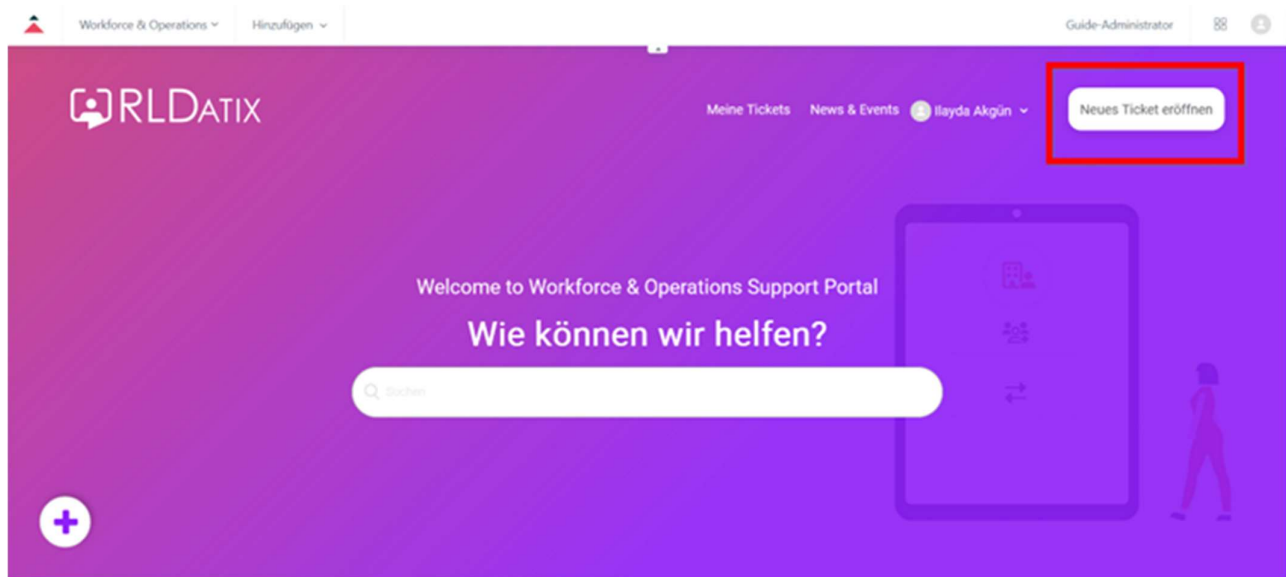 Workforce & Operations Hinzufügen Guide-Administrator
RLDATIX Meine Tickets News & Events Ilayda Akgün Neues Ticket eröffnen
Welcome to Workforce & Operations Support Portal
Wie können wir helfen?
Suchen